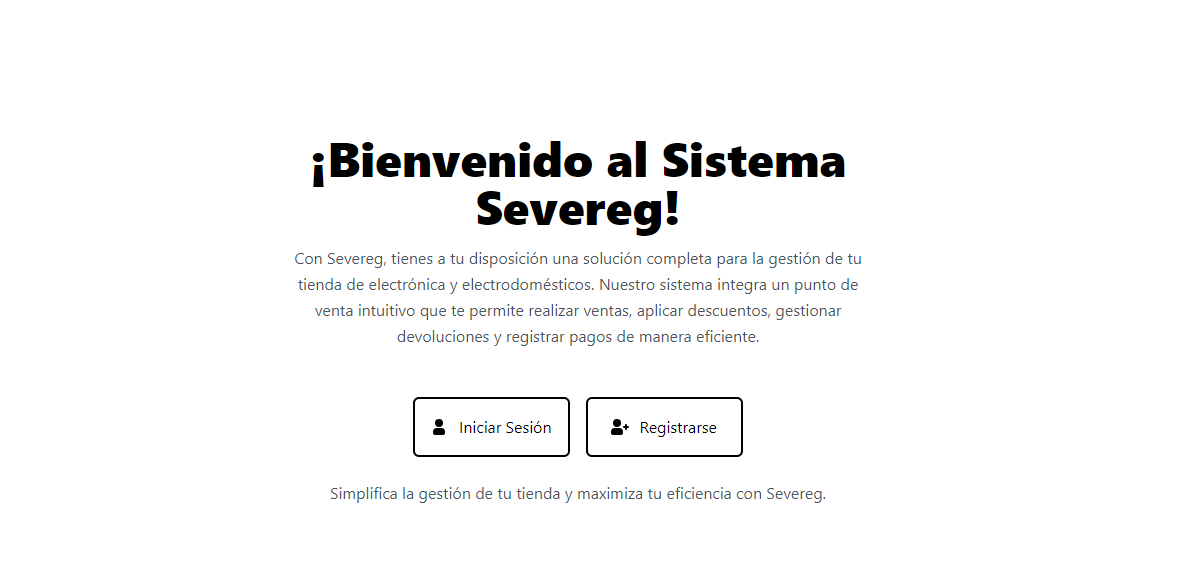 ¡Bienvenido al Sistema
Severeg!
Con Severeg, tienes a tu disposición una solución completa para la gestión de tu
tienda de electrónica y electrodomésticos. Nuestro sistema integra un punto de
venta intuitivo que te permite realizar ventas, aplicar descuentos, gestionar
devoluciones y registrar pagos de manera eficiente.
Iniciar Sesión
Registrarse
Simplifica la gestión de tu tienda y maximiza tu eficiencia con Severeg.